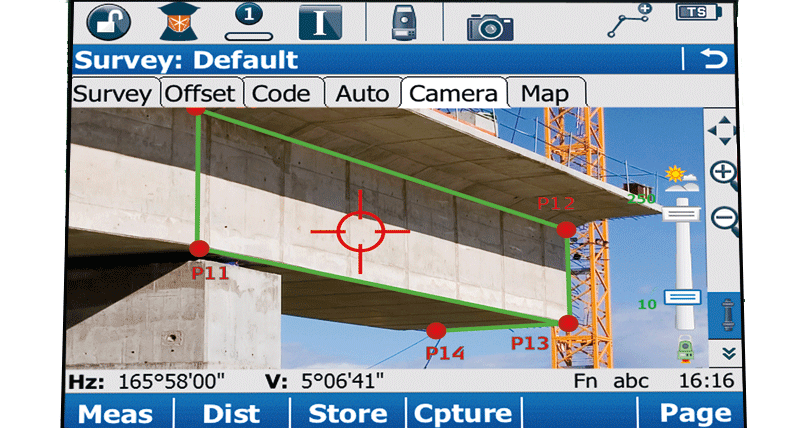 1
I
TS
Survey: Default
Survey Offset Code Auto Camera Map
P12
250
P11
10
P14 P13
Hz: 165°58'00" V: 5°06'41" Fn abc 16:16
Meas Dist Store Cpture Page